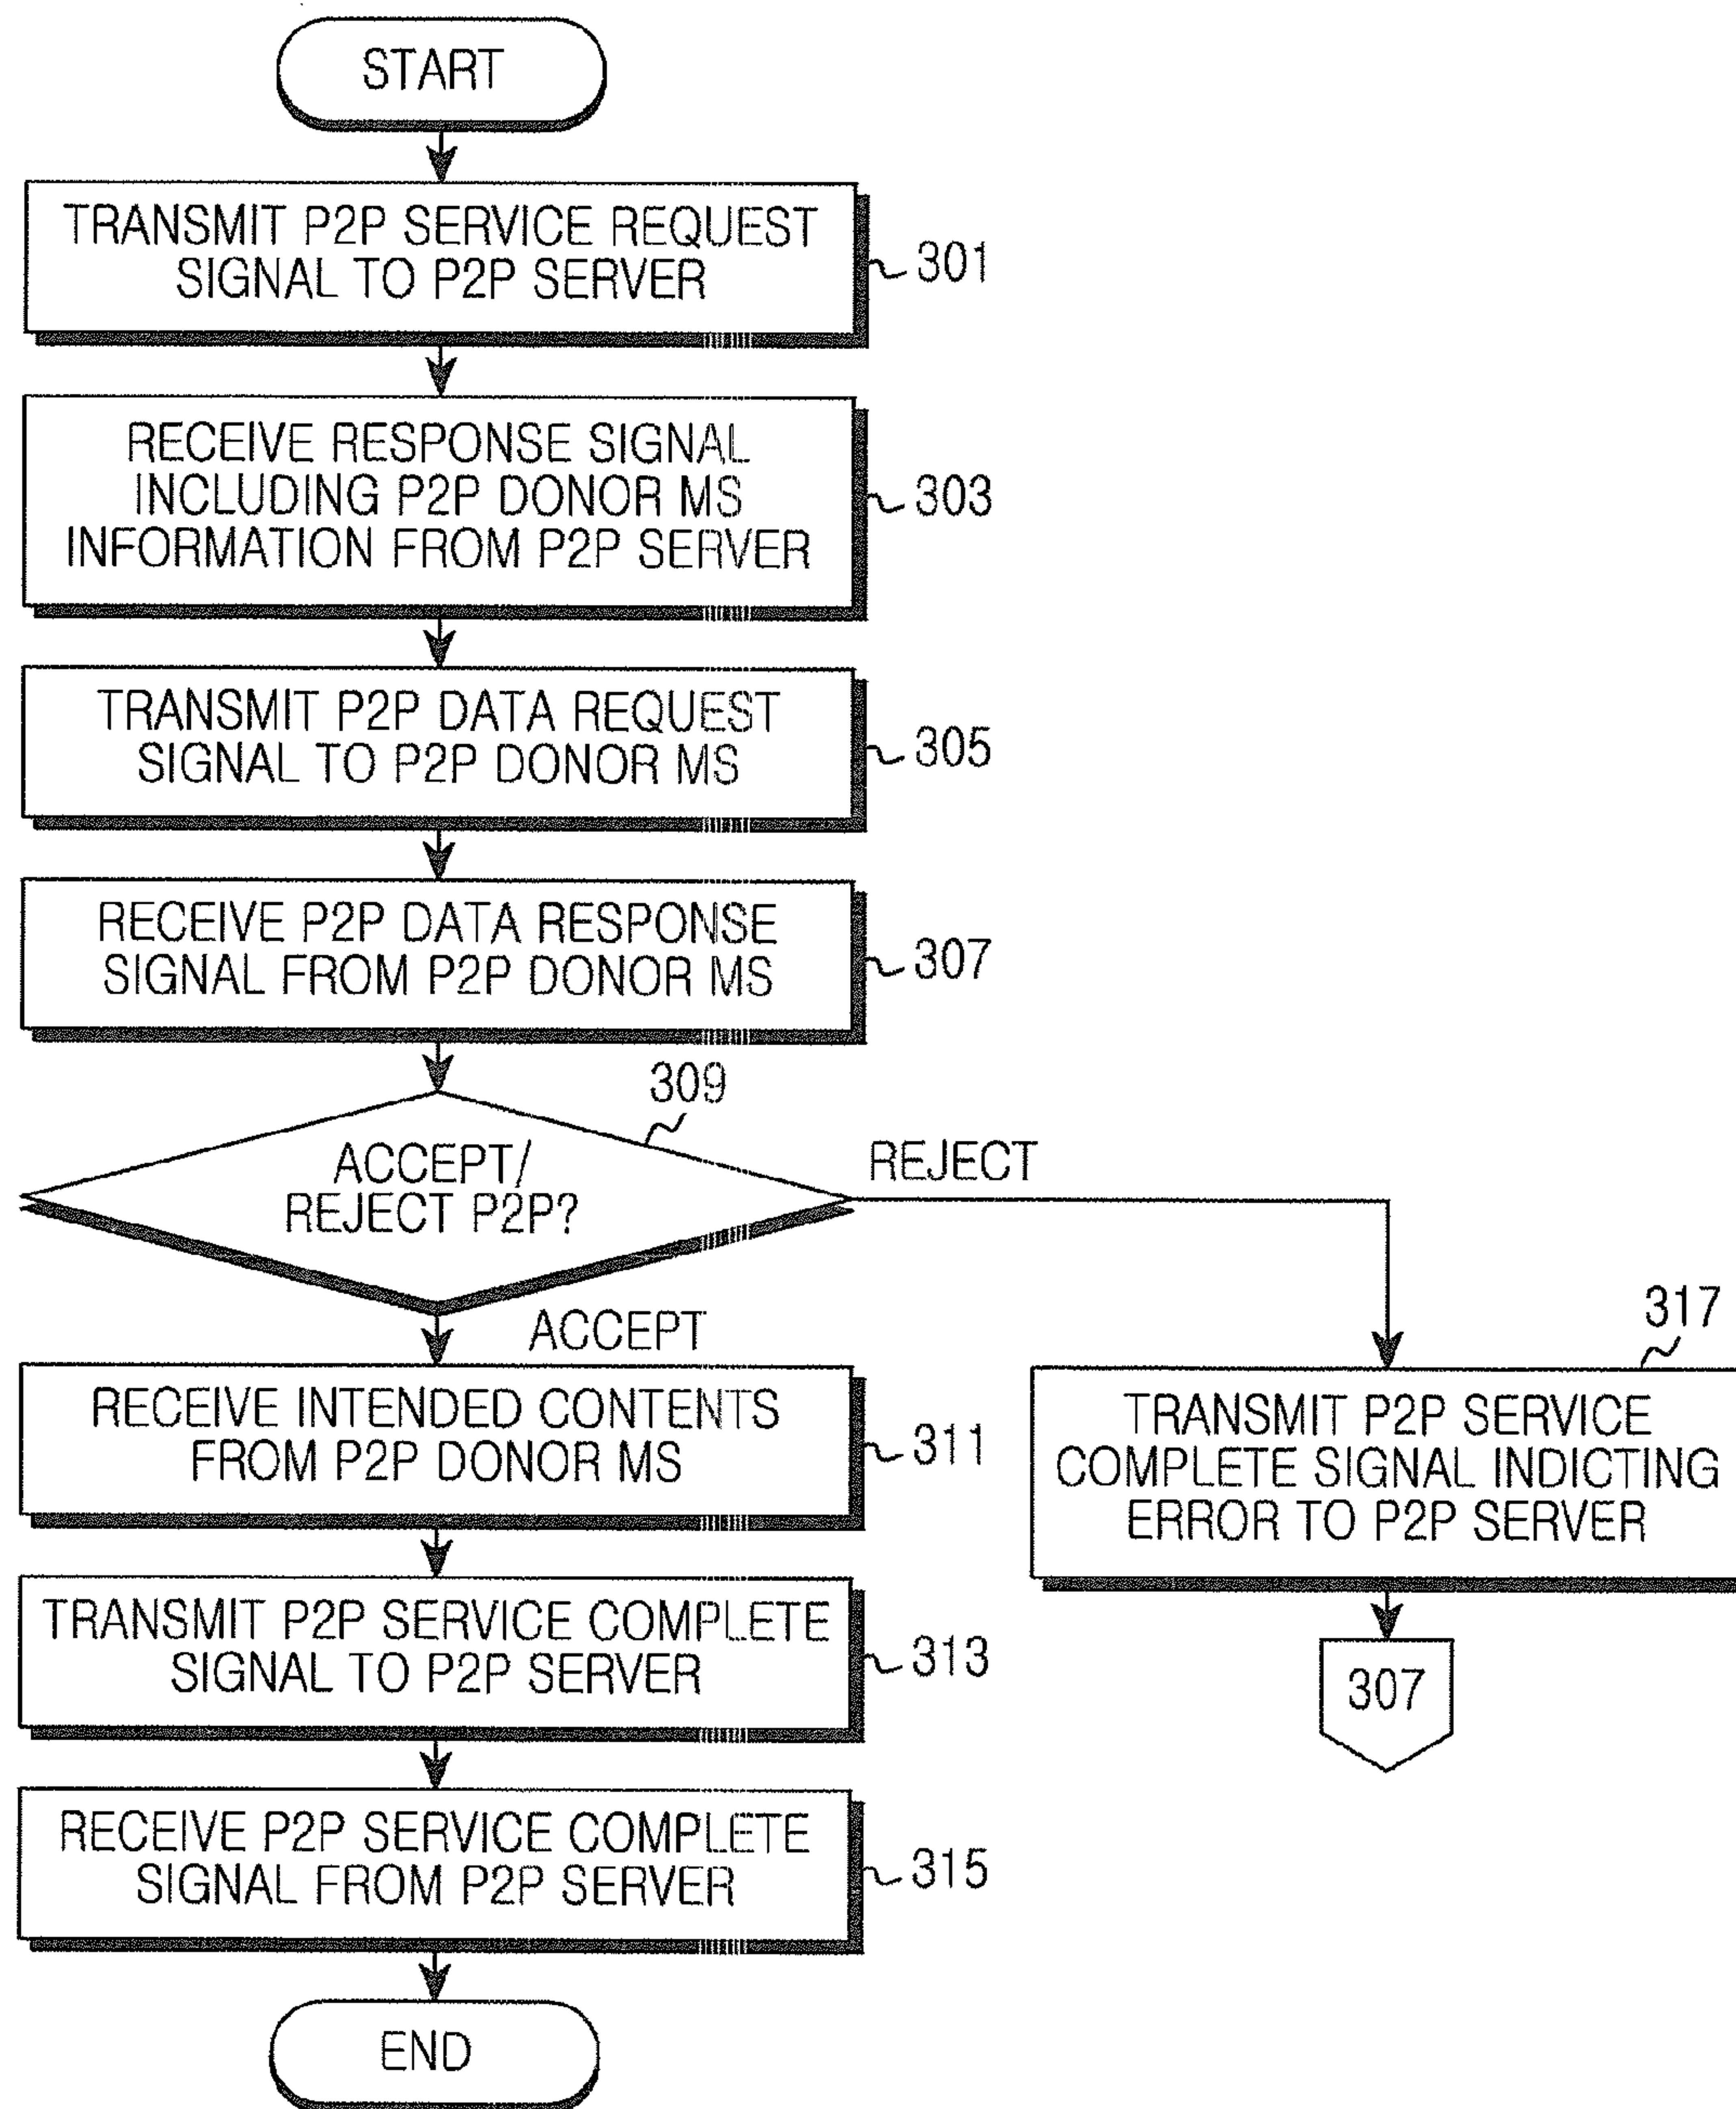 START
TRANSMIT P2P SERVICE REQUEST
SIGNAL TO P2P SERVER
301
RECEIVE RESPONSE SIGNAL
INCLUDING P2P DONOR MS
INFORMATION FROM P2P SERVER
303
TRANSMIT P2P DATA REQUEST
SIGNAL TO P2P DONOR MS
305
RECEIVE P2P DATA RESPONSE
SIGNAL FROM P2P DONOR MS
307
309
ACCEPT/
REJECT P2P?
REJECT
ACCEPT
RECEIVE INTENDED CONTENTS
FROM P2P DONOR MS
311
317
TRANSMIT P2P SERVICE
COMPLETE SIGNAL INDICTING
ERROR TO P2P SERVER
307
TRANSMIT P2P SERVICE COMPLETE
SIGNAL TO P2P SERVER
313
RECEIVE P2P SERVICE COMPLETE
SIGNAL FROM P2P SERVER
315
END